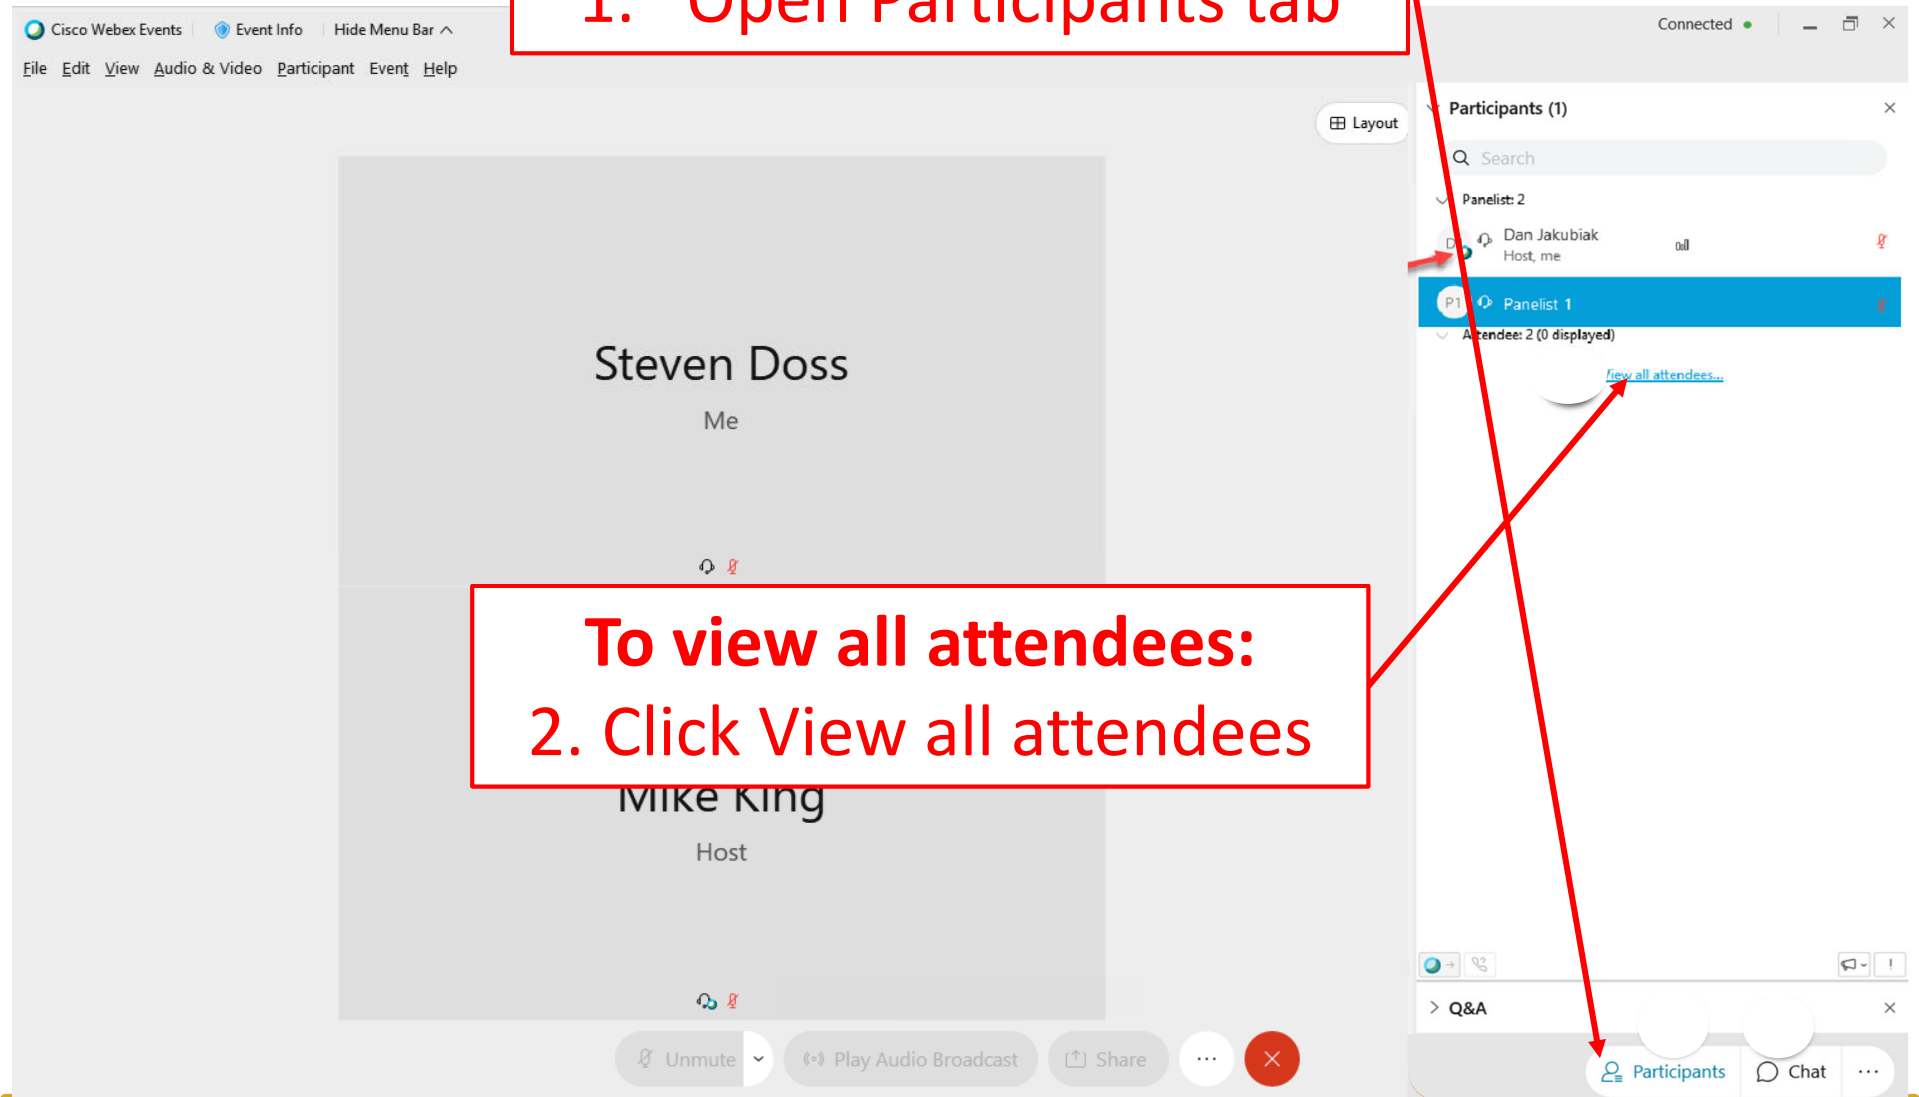 1. Open Participants tab
Cisco Webex Events
Event Info
Hide Menu Bar
Connected
File Edit View Audio & Video Participant Event Help
Layout
Participants (1)
Search
Panelist: 2
Dan Jakubiak
Host, me
P1 Panelist 1
Attendee: 2 (0 displayed)
View all attendees...
Steven Doss
Me
To view all attendees:
2. Click View all attendees
Mike King
Host
Q&A
Unmute
Play Audio Broadcast
Share
Participants
Chat